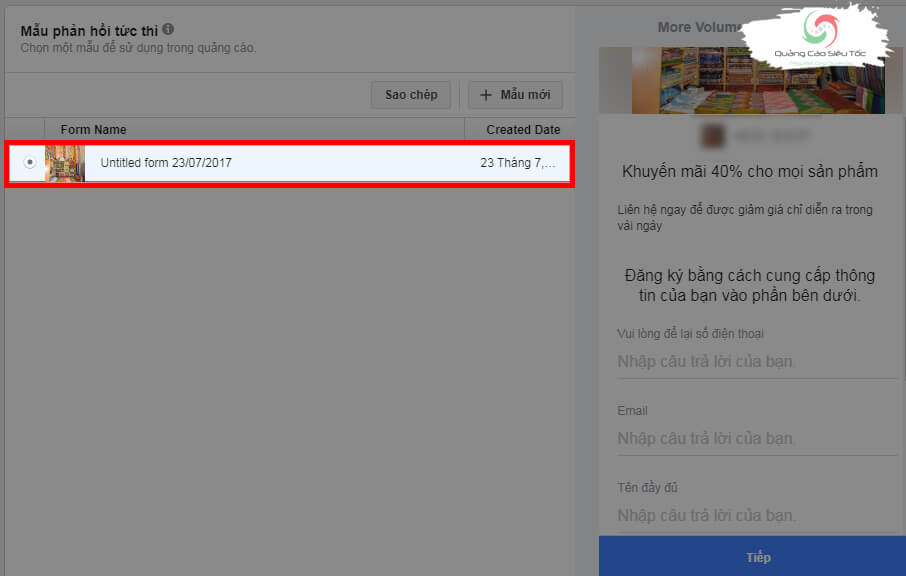 Mẫu phản hồi tức thì
Chọn một mẫu để sử dụng trong quảng cáo.
Sao chép
+ Mẫu mới
Form Name
Created Date
Untitled form 23/07/2017
23 Tháng 7,...
More Volume
Quảng Cáo Siêu Tốc
Khuyến mãi 40% cho mọi sản phẩm
Liên hệ ngay để được giảm giá chỉ diễn ra trong
vài ngày
Đăng ký bằng cách cung cấp thông
tin của bạn vào phần bên dưới.
Vui lòng để lại số điện thoại
Nhập câu trả lời của bạn.
Email
Nhập câu trả lời của bạn.
Tên đầy đủ
Nhập câu trả lời của bạn.
Tiếp